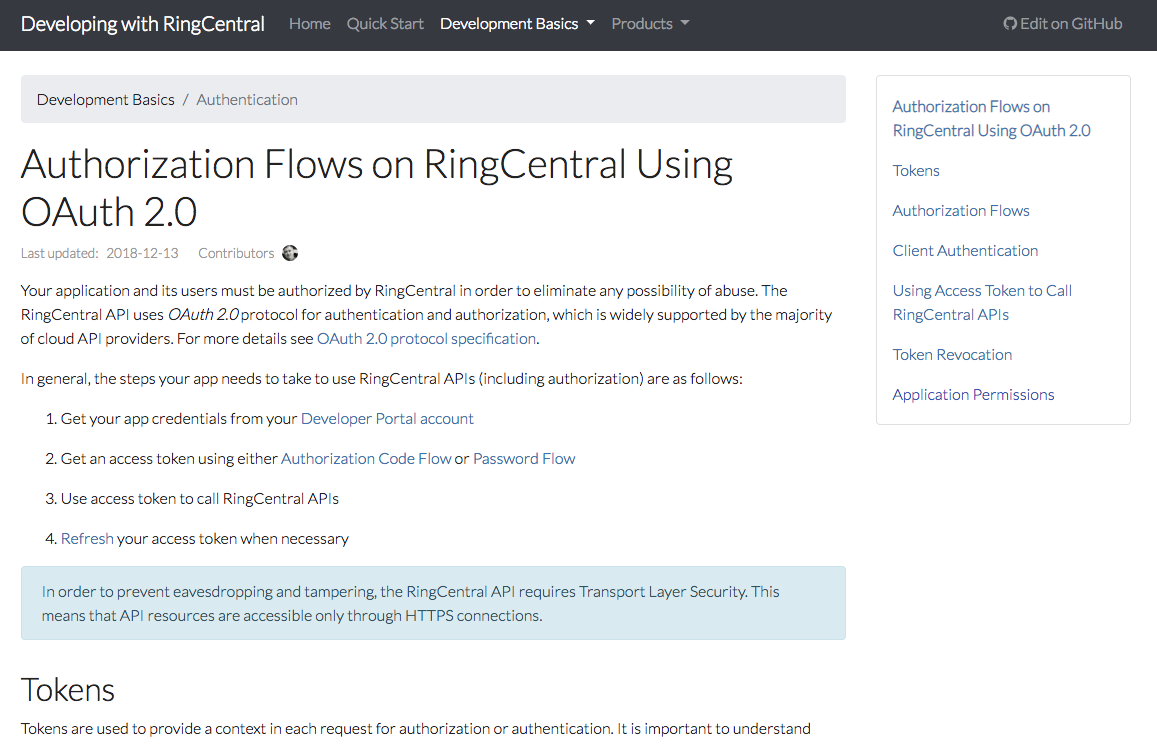 Developing with RingCentral Home Quick Start Development Basics Products Edit on GitHub
Development Basics / Authentication
Authorization Flows on RingCentral Using
OAuth 2.0
Last updated: 2018-12-13 Contributors
Your application and its users must be authorized by RingCentral in order to eliminate any possibility of abuse. The
RingCentral API uses OAuth 2.0 protocol for authentication and authorization, which is widely supported by the majority
of cloud API providers. For more details see OAuth 2.0 protocol specification.
In general, the steps your app needs to take to use RingCentral APIs (including authorization) are as follows:
1. Get your app credentials from your Developer Portal account
2. Get an access token using either Authorization Code Flow or Password Flow
3. Use access token to call RingCentral APIs
4. Refresh your access token when necessary
In order to prevent eavesdropping and tampering, the RingCentral API requires Transport Layer Security. This
means that API resources are accessible only through HTTPS connections.
Tokens
Tokens are used to provide a context in each request for authorization or authentication. It is important to understand
Authorization Flows on
RingCentral Using OAuth 2.0
Tokens
Authorization Flows
Client Authentication
Using Access Token to Call
RingCentral APIs
Token Revocation
Application Permissions